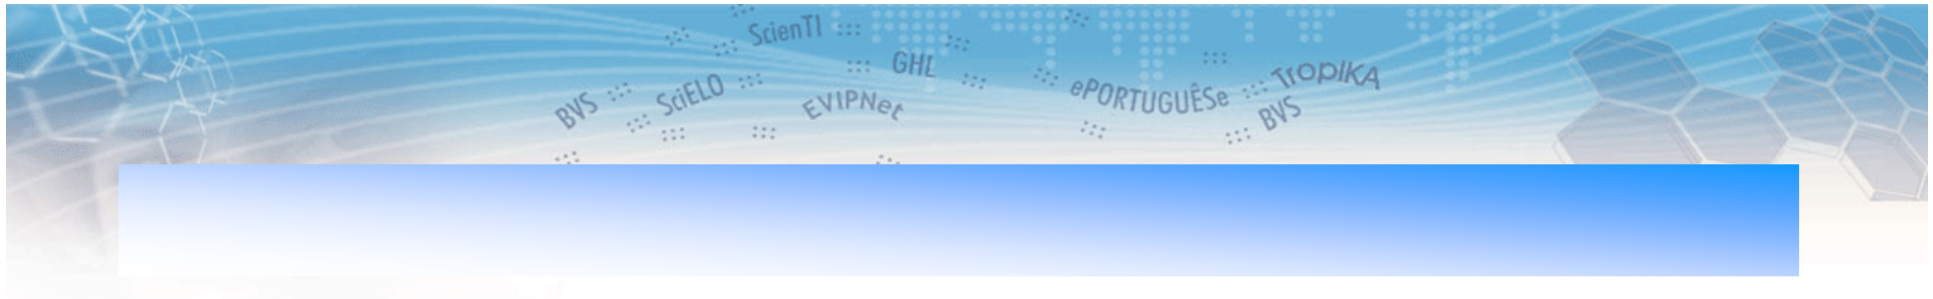 ScienTI
GHL
TropIKA
BVS
SciELO
EVIPNet
ePORTUGUÊSe
BVS